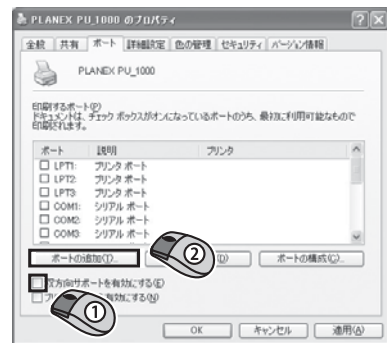 PLANEX PU_1000 のプロパティ
全般 共有 ポート 詳細設定 色の管理 セキュリティ バージョン情報
PLANEX PU_1000
印刷するポート(P)
ドキュメントは、チェック ボックスがオンになっているポートのうち、最初に利用可能なもので
印刷されます。
ポート 説明 プリンタ
LPT1: プリンタ ポート
LPT2: プリンタ ポート
LPT3: プリンタ ポート
COM1: シリアル ポート
COM2: シリアル ポート
COM3: シリアル ポート
ポートの追加(T)... ② (D) ポートの構成(C)...
双方向サポートを有効にする(E)
を有効にする(N)
①
OK キャンセル 適用(A)